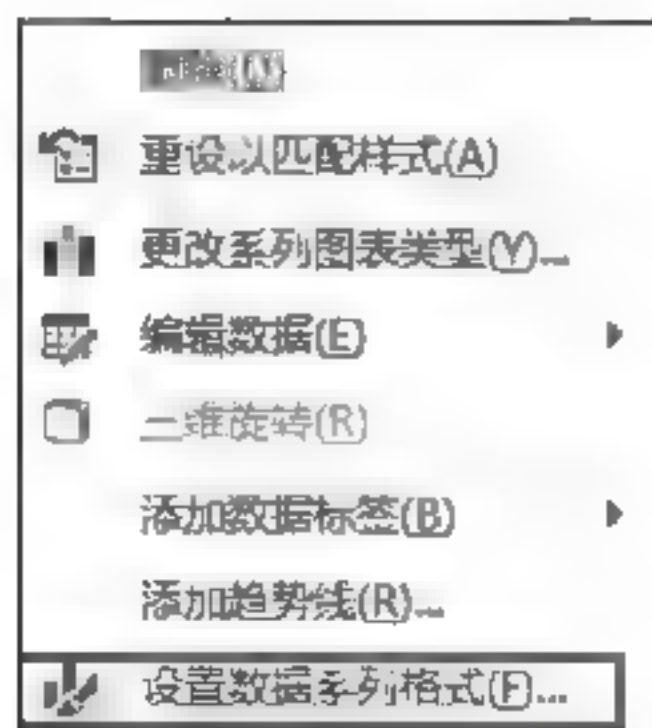 重设以匹配样式(A)
更改系列图表类型(Y)...
编辑数据(E)
三维旋转(R)
添加数据标签(B)
添加趋势线(R)...
设置数据系列格式(F)...